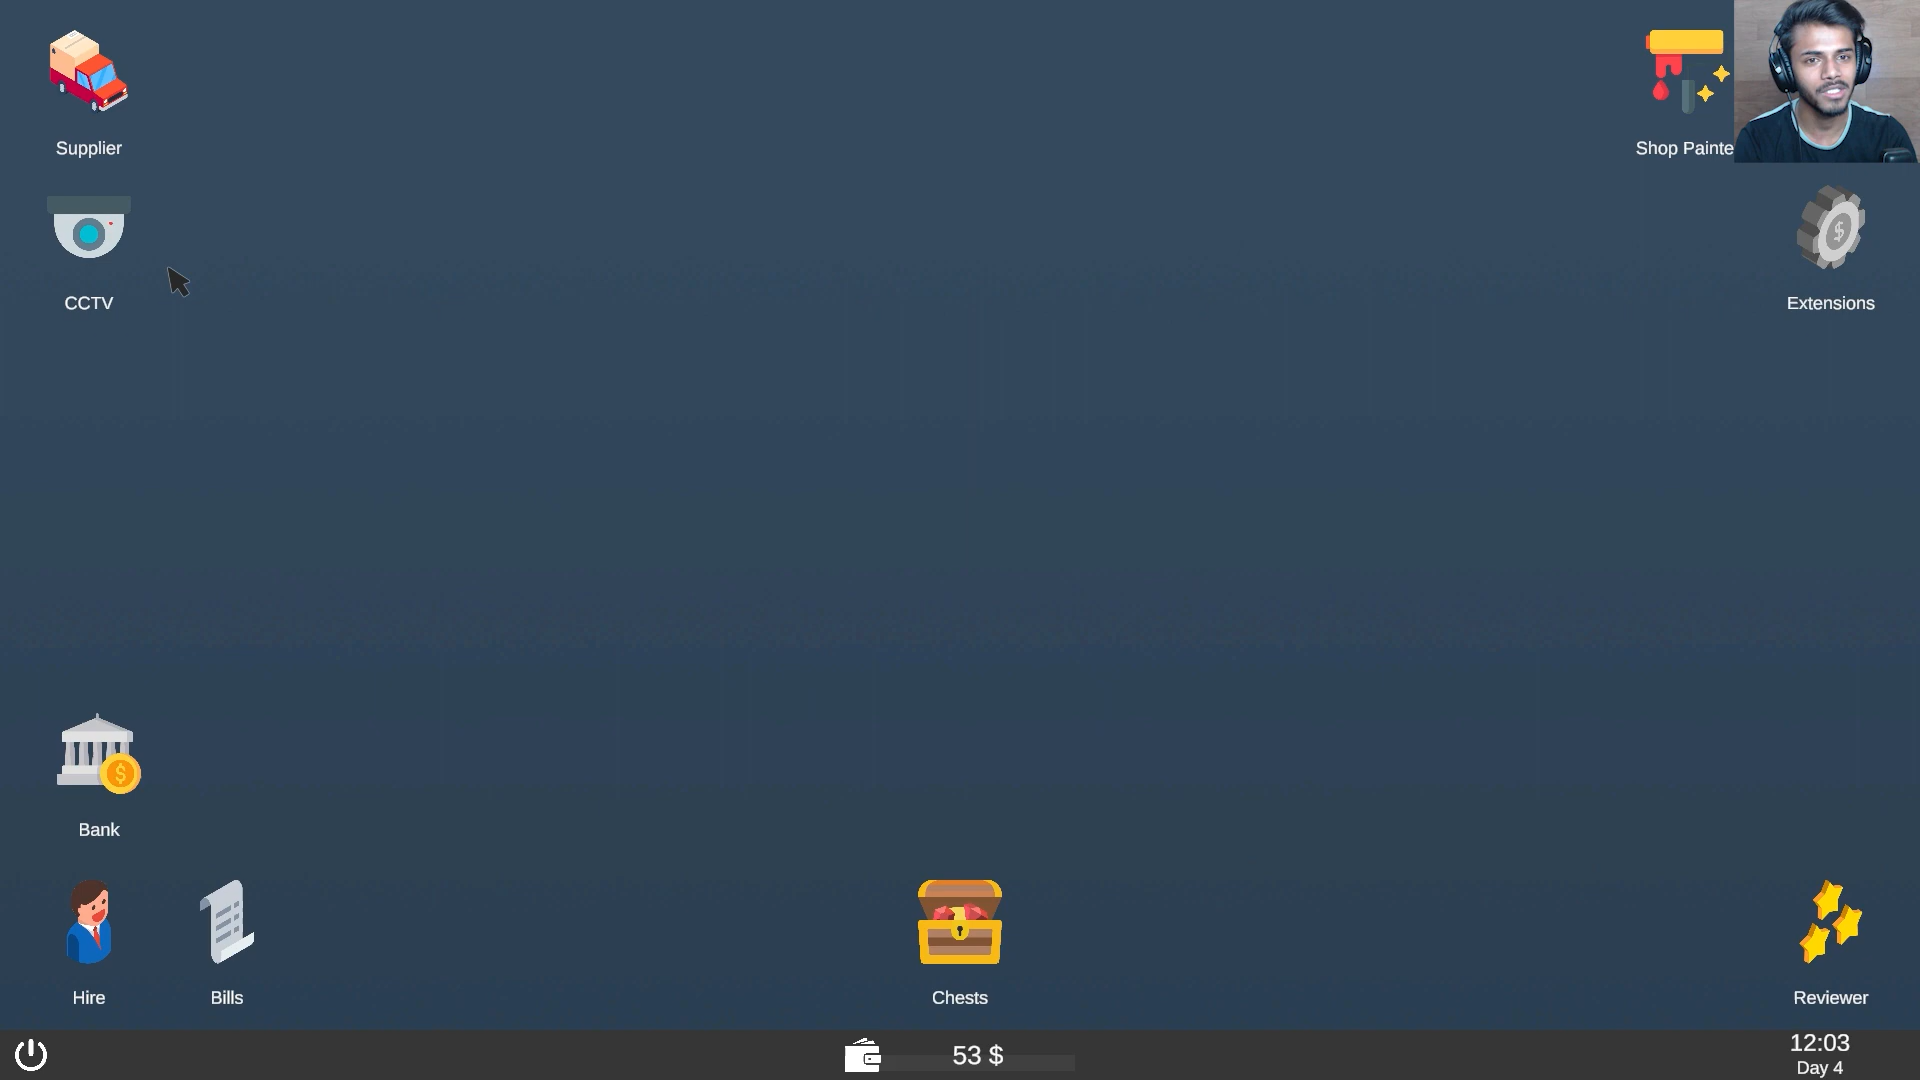 Supplier
Shop Painte
CCTV
Extensions
Bank
Hire
Bills
Chests
Reviewer
53 $
12:03
Day 4